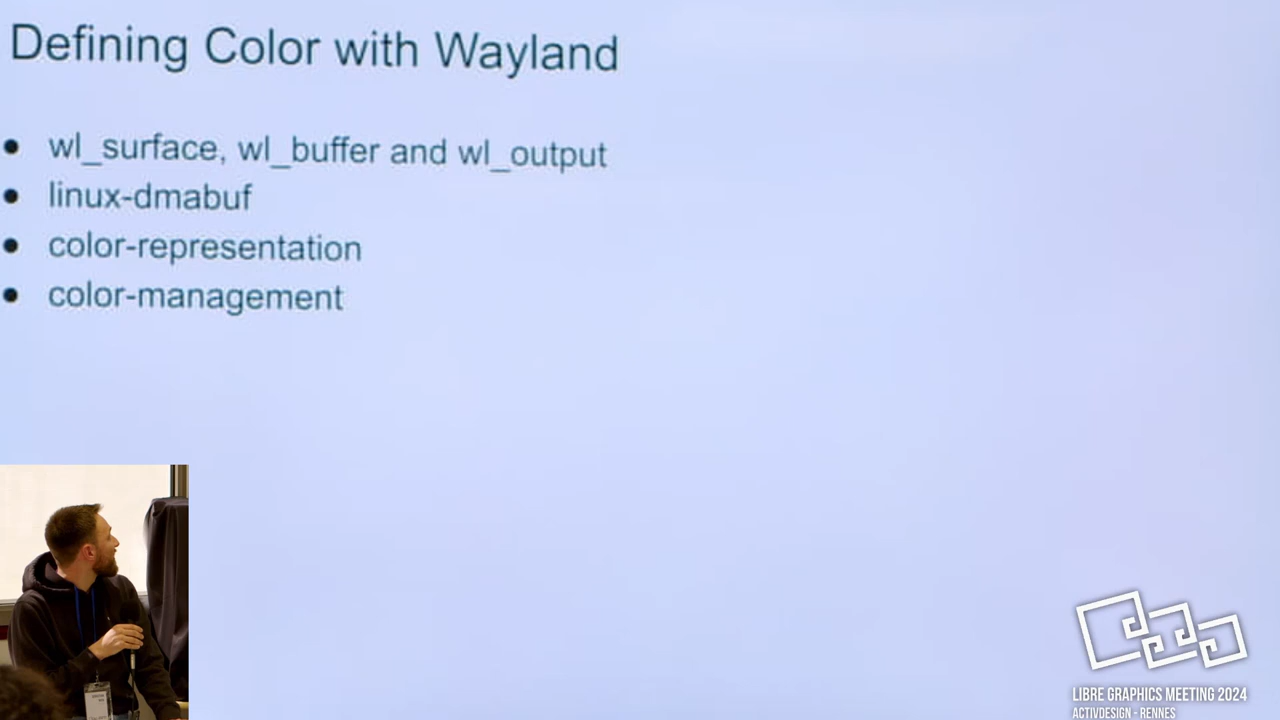 Defining Color with Wayland
wl_surface, wl_buffer and wl_output
linux-dmabuf
color-representation
color-management
LIBRE GRAPHICS MEETING 2024
ACTIVDESIGN - RENNES